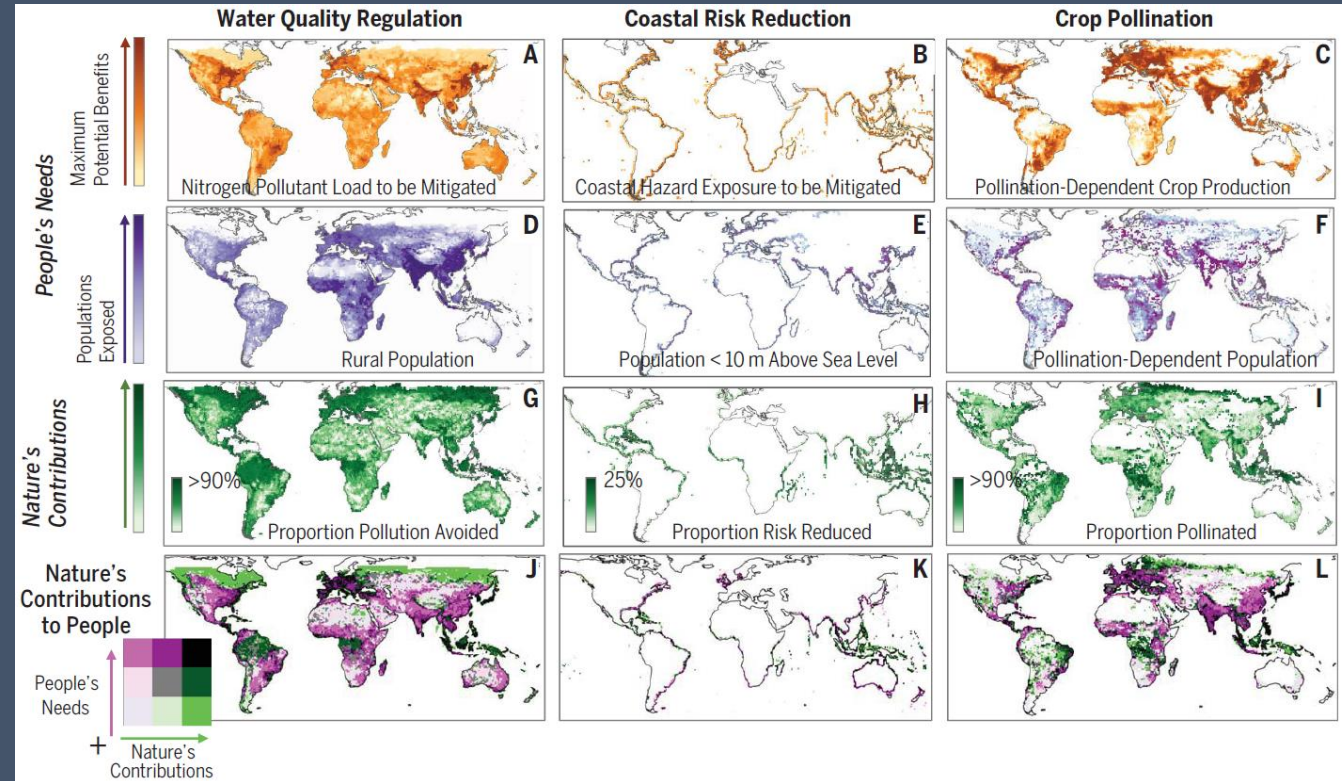 Water Quality Regulation
Coastal Risk Reduction
Crop Pollination
People's Needs
Maximum
Potential Benefits
A
Nitrogen Pollutant Load to be Mitigated
B
Coastal Hazard Exposure to be Mitigated
C
Pollination-Dependent Crop Production
Populations
Exposed
D
Rural Population
E
Population < 10 m Above Sea Level
F
Pollination-Dependent Population
Nature's
Contributions
G
>90%
Proportion Pollution Avoided
H
25%
Proportion Risk Reduced
I
>90%
Proportion Pollinated
Nature's
Contributions
to People
J
K
L
People's
Needs
+
Nature's
Contributions